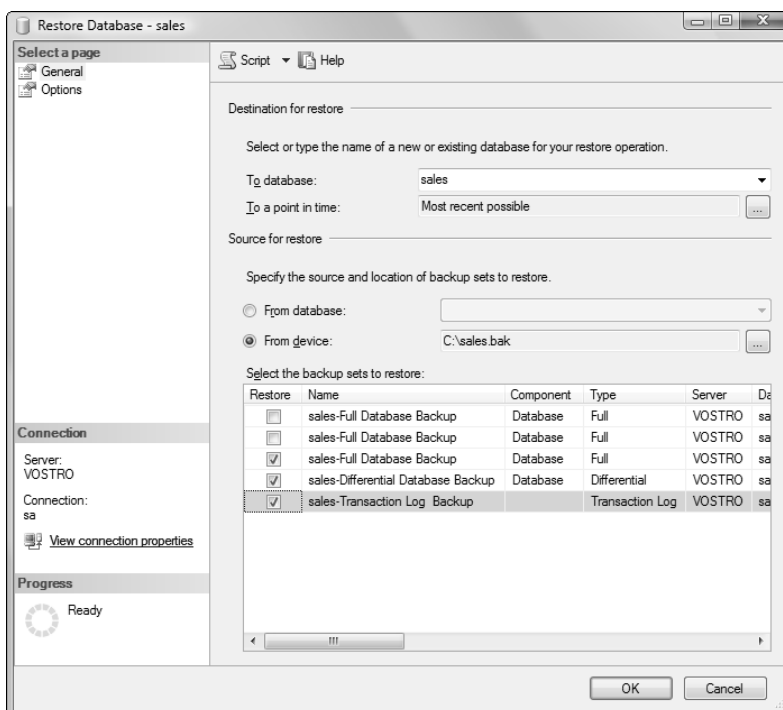 Restore Database - sales
Select a page
General
Options
Script Help
Destination for restore
Select or type the name of a new or existing database for your restore operation.
To database: sales
To a point in time: Most recent possible ...
Source for restore
Specify the source and location of backup sets to restore.
From database:
From device: C:\sales.bak ...
Select the backup sets to restore:
Restore Name Component Type Server Da
sales-Full Database Backup Database Full VOSTRO sa
sales-Full Database Backup Database Full VOSTRO sa
sales-Full Database Backup Database Full VOSTRO sa
sales-Differential Database Backup Database Differential VOSTRO sa
sales-Transaction Log Backup Transaction Log VOSTRO sa
Connection
Server:
VOSTRO
Connection:
sa
View connection properties
Progress
Ready
OK Cancel